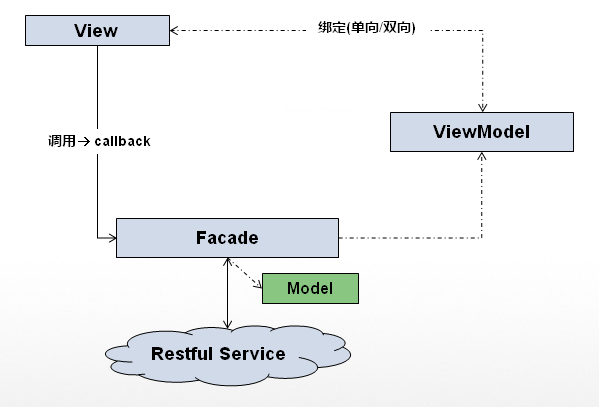 View
绑定(单向/双向)
ViewModel
调用→ callback
Facade
Model
Restful Service